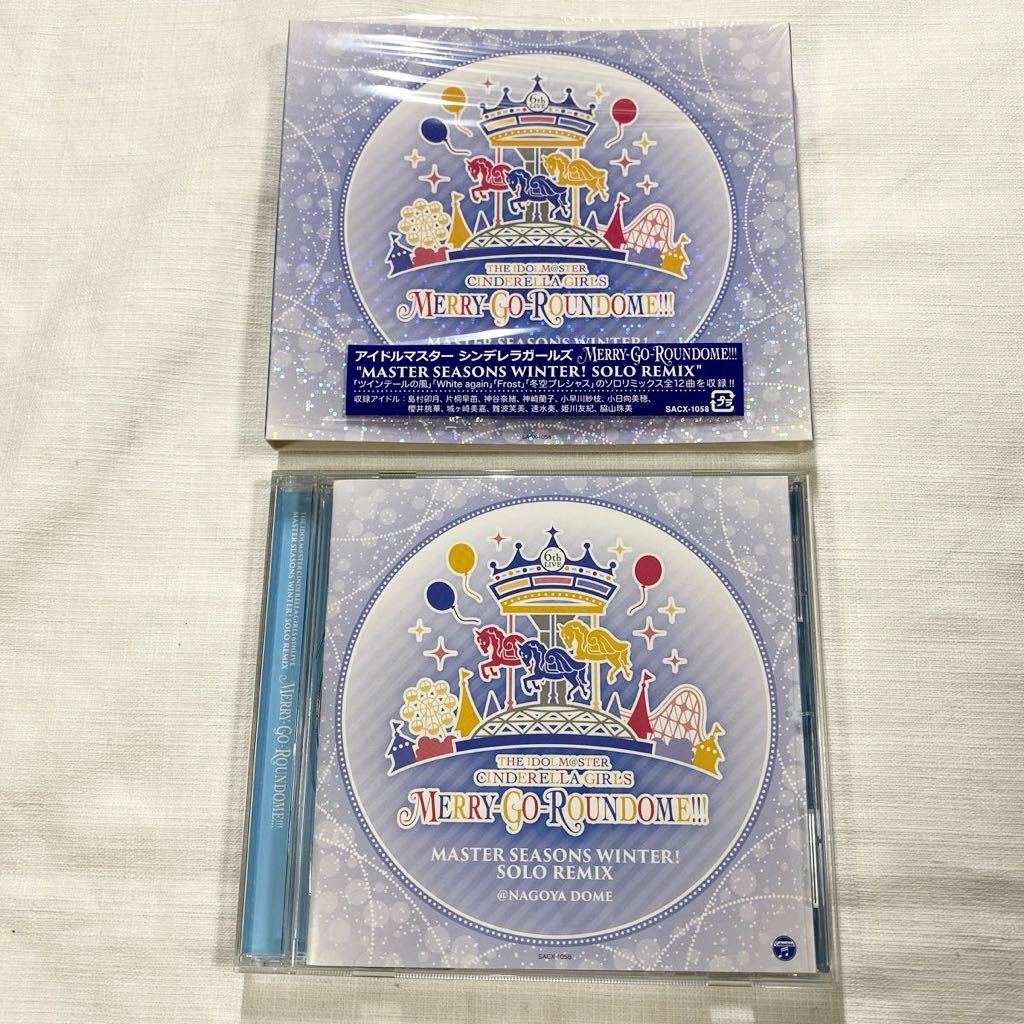 6th
LIVE
THE IDOLM@STER
CINDERELLA GIRLS
MERRY-GO-ROUNDOME!!!
MASTER SEASONS WINTER!
アイドルマスター シンデレラガールズ MERRY-GO-ROUNDOME!!!
"MASTER SEASONS WINTER! SOLO REMIX"
「ツインテールの風」「White again」「Frost」「冬空プレシャス」のソロリミックス全12曲を収録!!
収録アイドル：島村卯月、片桐早苗、神谷奈緒、神崎蘭子、小早川紗枝、小日向美穂、
櫻井桃華、城ヶ崎美嘉、難波笑美、速水奏、姫川友紀、脇山珠美
SACX-1058
プラ
SACX-1058
THE IDOLM@STER CINDERELLA GIRLS 6thLIVE
MASTER SEASONS WINTER! SOLO REMIX
MERRY-GO-ROUNDOME!!!
6th
LIVE
THE IDOLM@STER
CINDERELLA GIRLS
MERRY-GO-ROUNDOME!!!
MASTER SEASONS WINTER!
SOLO REMIX
@NAGOYA DOME
SACX-1058